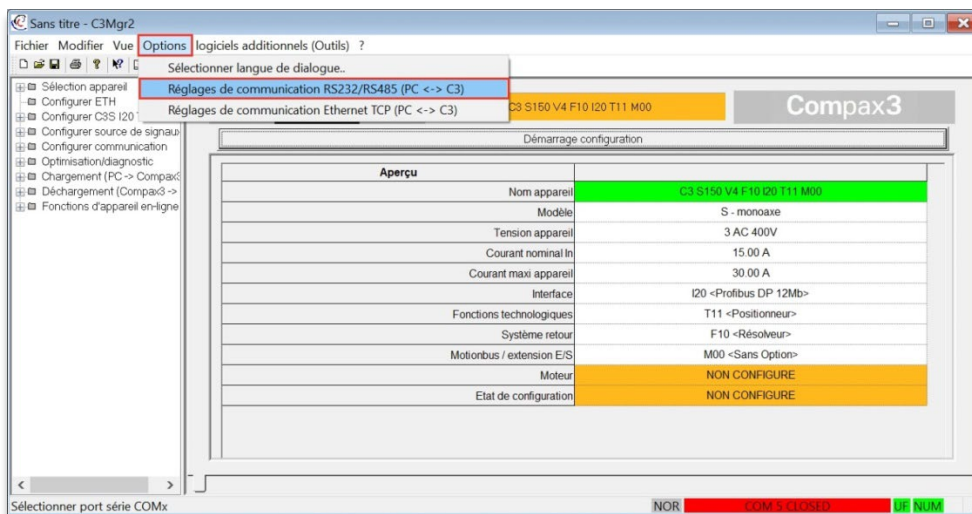 Sans titre - C3Mgr2
Fichier Modifier Vue Options logiciels additionnels (Outils) ?
Sélectionner langue de dialogue..
Réglages de communication RS232/RS485 (PC <-> C3)
Réglages de communication Ethernet TCP (PC <-> C3)
Sélection appareil
Configurer ETH
Configurer C3S I20
Configurer source de signau
Configurer communication
Optimisation/diagnostic
Chargement (PC -> Compax3
Déchargement (Compax3 ->
Fonctions d'appareil en-ligne
C3 S150 V4 F10 I20 T11 M00
Compax3
Démarrage configuration
Aperçu
Nom appareil C3 S150 V4 F10 I20 T11 M00
Modèle S - monoaxe
Tension appareil 3 AC 400V
Courant nominal In 15.00 A
Courant maxi appareil 30.00 A
Interface I20 <Profibus DP 12Mb>
Fonctions technologiques T11 <Positionneur>
Système retour F10 <Résolveur>
Motionbus / extension E/S M00 <Sans Option>
Moteur NON CONFIGURE
Etat de configuration NON CONFIGURE
Sélectionner port série COMx
NOR COM 5 CLOSED UF NUM